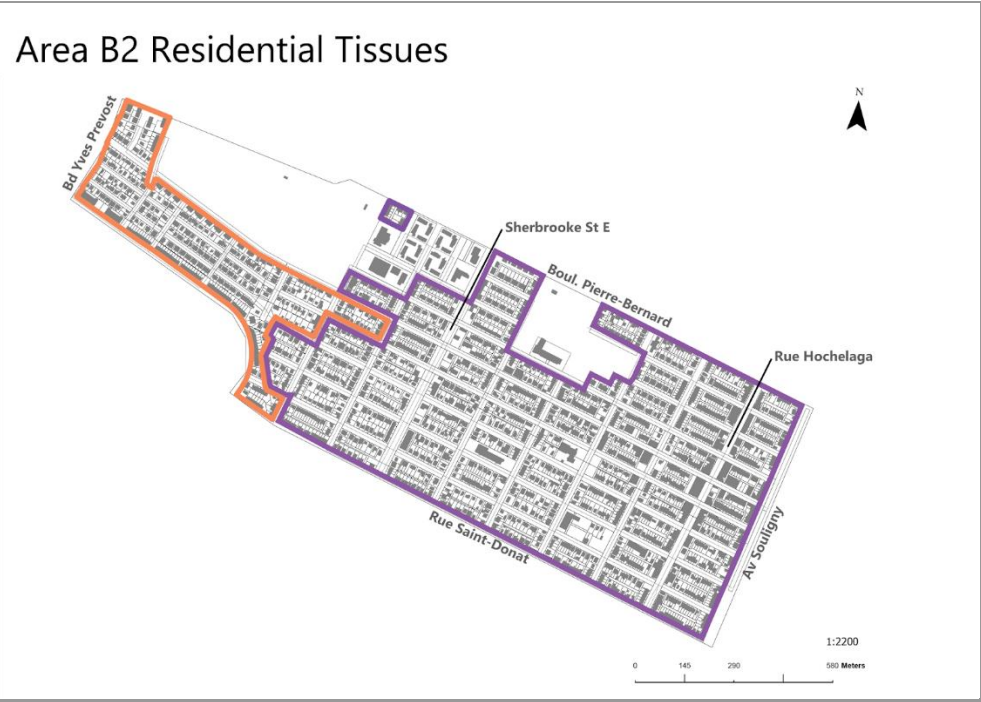 Area B2 Residential Tissues
N
Bd Yves Prevost
Sherbrooke St E
Boul. Pierre-Bernard
Rue Hochelaga
Rue Saint-Donat
Av Souligny
1:2200
0 145 290 580 Meters